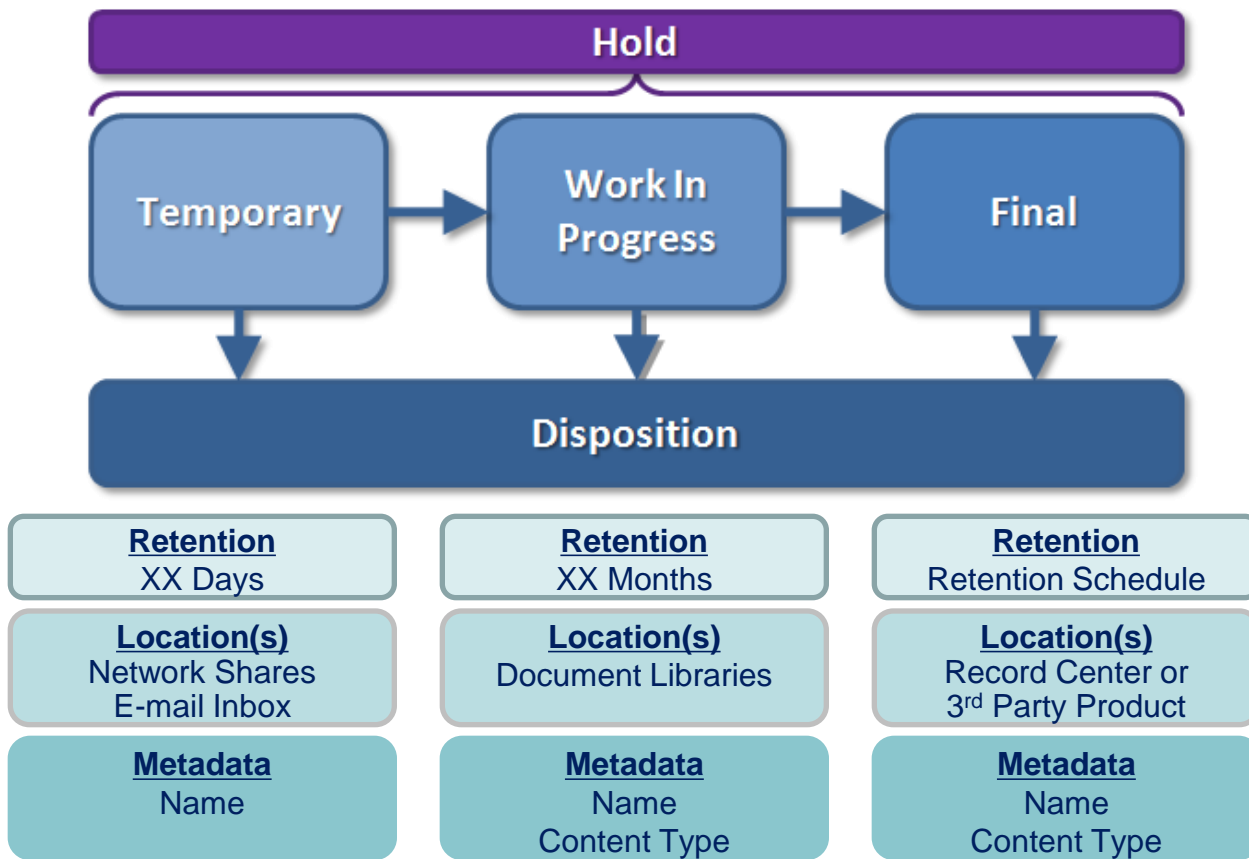 Hold
Temporary
Work In
Progress
Final
Disposition
Retention
XX Days
Retention
XX Months
Retention
Retention Schedule
Location(s)
Network Shares
E-mail Inbox
Location(s)
Document Libraries
Location(s)
Record Center or
3rd Party Product
Metadata
Name
Metadata
Name
Content Type
Metadata
Name
Content Type